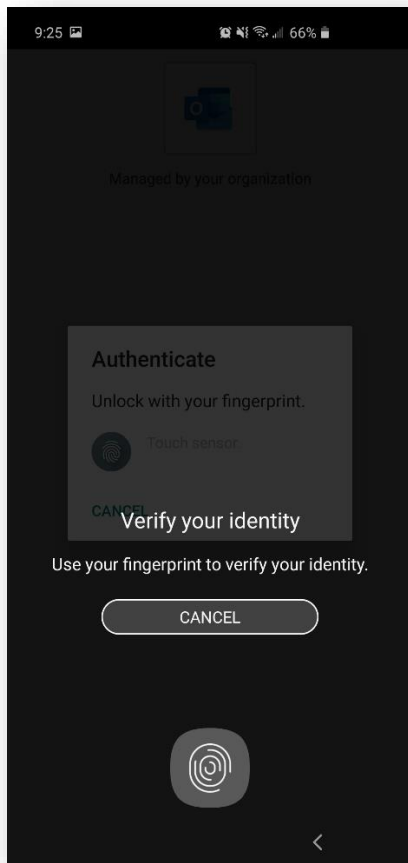 9:25 66%
Managed by your organization
Authenticate
Unlock with your fingerprint.
Touch sensor
CANCEL
Verify your identity
Use your fingerprint to verify your identity.
CANCEL